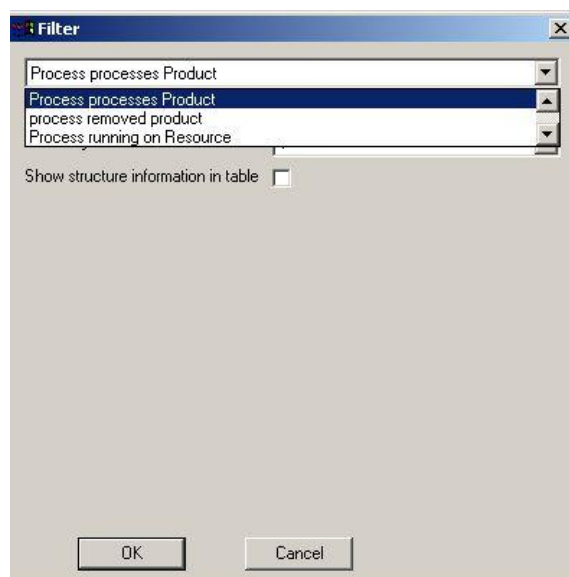 Filter
Process processes Product
Process processes Product
process removed product
Process running on Resource
Show structure information in table
OK
Cancel